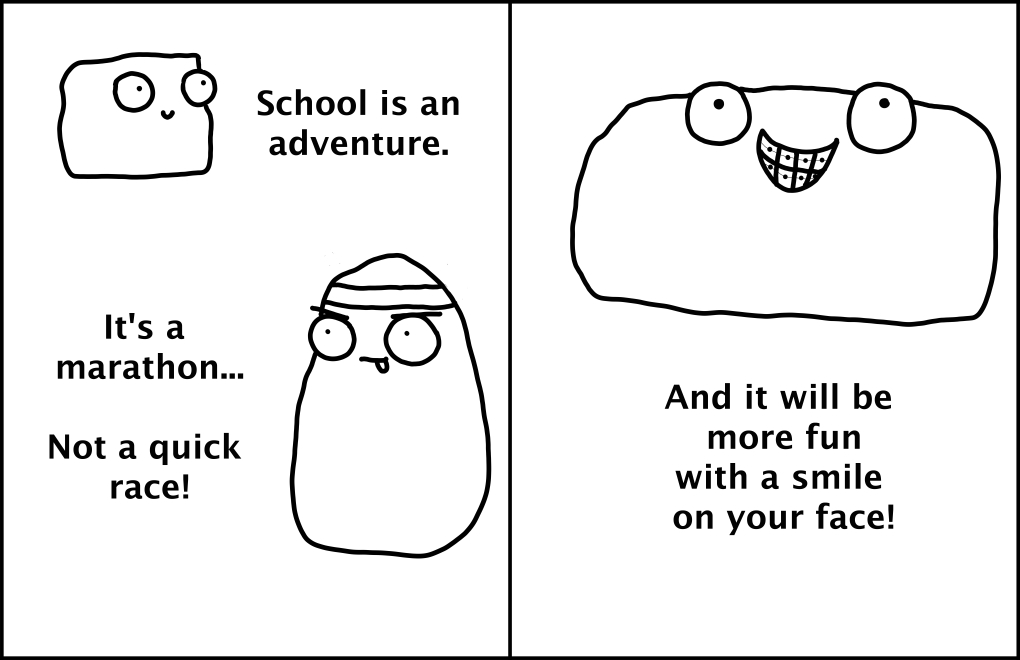 School is an
adventure.
It's a
marathon...
Not a quick
race!
And it will be
more fun
with a smile
on your face!